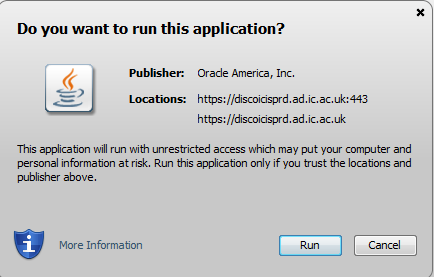 Do you want to run this application?
Publisher: Oracle America, Inc.
Locations: https://discoicisprd.ad.ic.ac.uk:443
https://discoicisprd.ad.ic.ac.uk
This application will run with unrestricted access which may put your computer and
personal information at risk. Run this application only if you trust the locations and
publisher above.
More Information
Run
Cancel